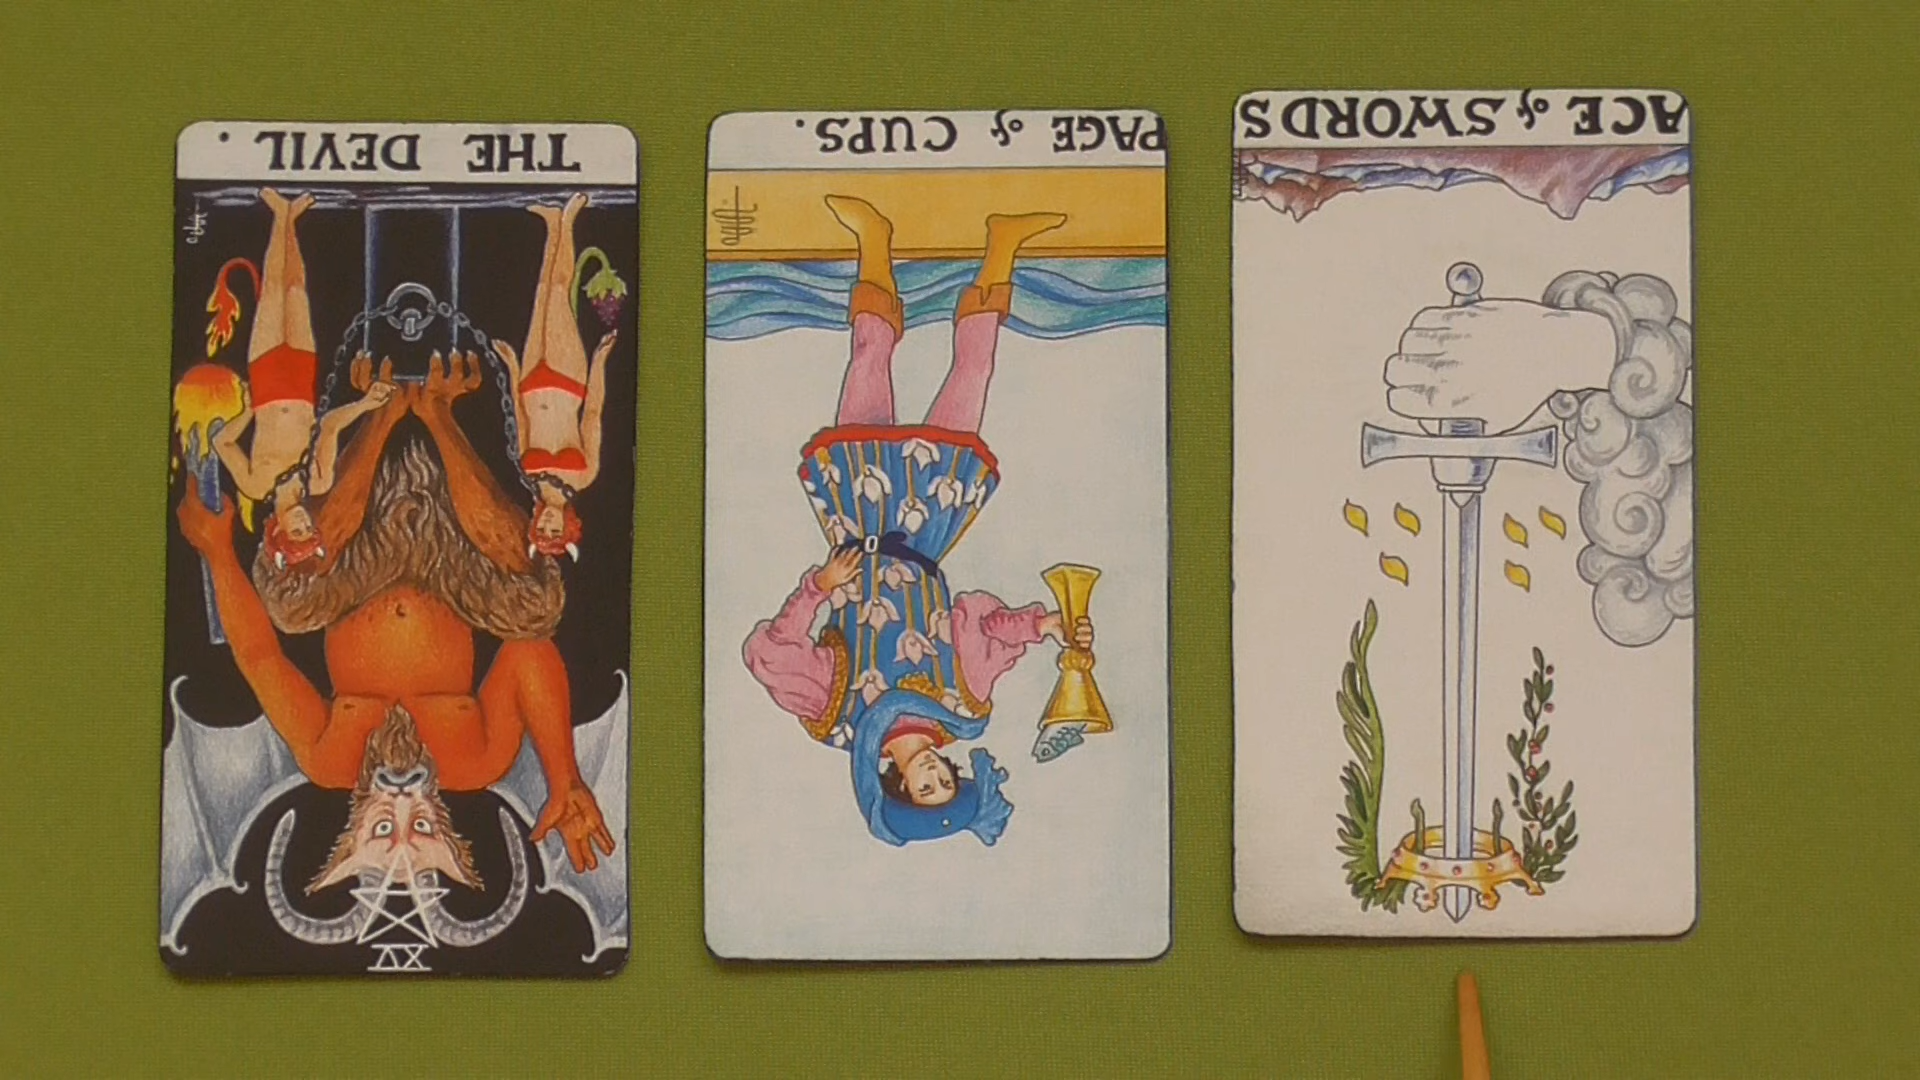 THE DEVIL.
XV
PAGE of CUPS.
ACE of SWORDS